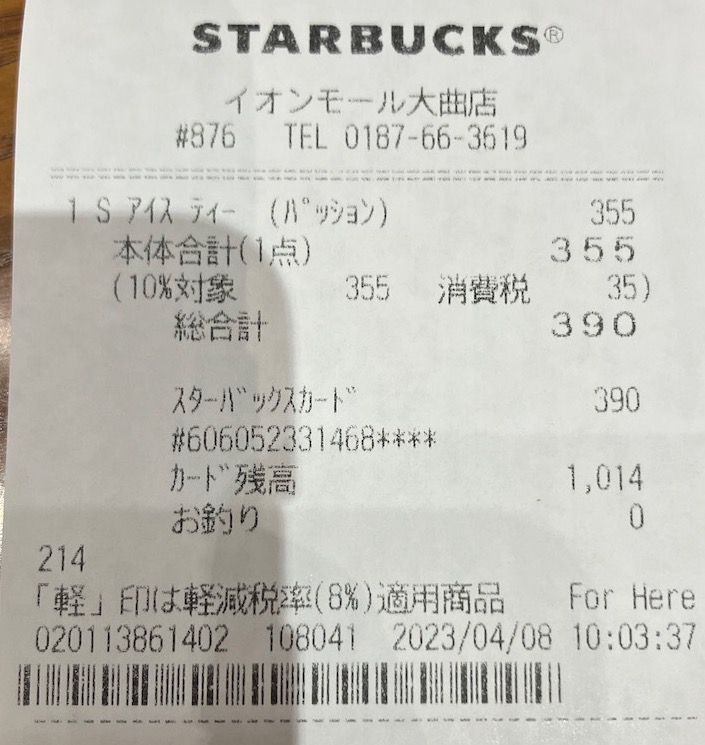 STARBUCKS®
イオンモール大曲店
#876 TEL 0187-66-3619
1 S アイス ティー (パッション) 355
本体合計(1点) 355
(10%対象 355 消費税 35)
総合計 390
スターバックスカード 390
#606052331468****
カード残高 1,014
お釣り 0
214
「軽」印は軽減税率(8%)適用商品 For Here
020113861402 108041 2023/04/08 10:03:37